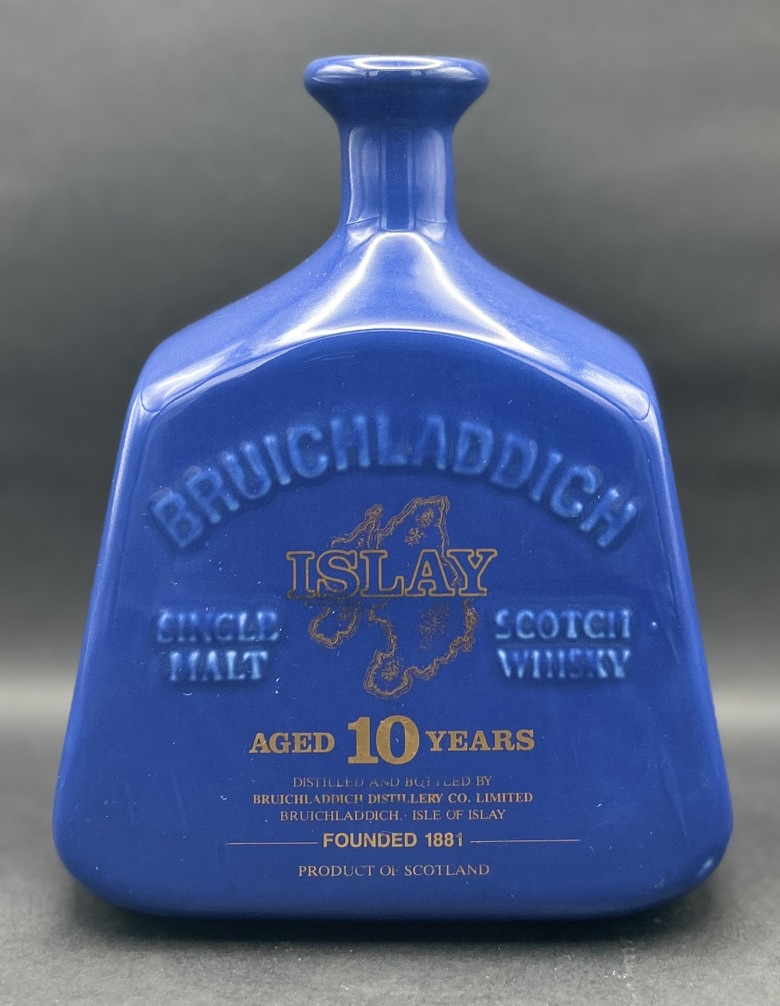 BRUICHLADDICH
ISLAY
SINGLE
MALT
SCOTCH
WHISKY
AGED 10 YEARS
DISTILLED AND BOTTLED BY
BRUICHLADDICH DISTILLERY CO. LIMITED
BRUICHLADDICH, ISLE OF ISLAY
FOUNDED 1881
PRODUCT OF SCOTLAND